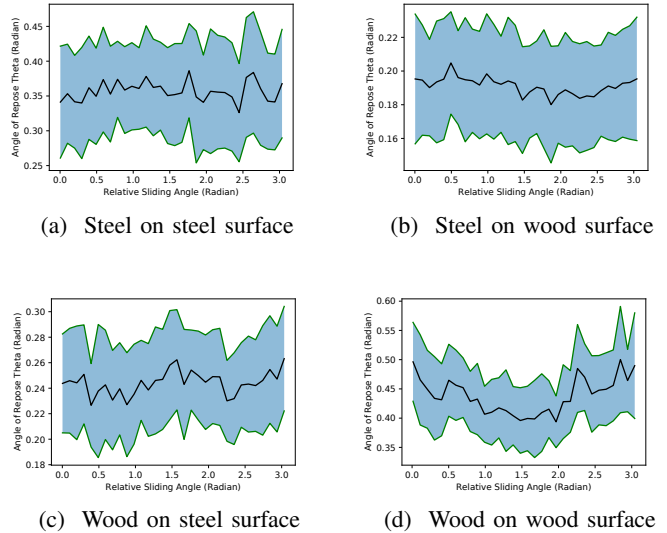 0.45
0.40
0.35
0.30
0.25
Angle of Repose Theta (Radian)
0.0 0.5 1.0 1.5 2.0 2.5 3.0
Relative Sliding Angle (Radian)
(a) Steel on steel surface
0.22
0.20
0.18
0.16
Angle of Repose Theta (Radian)
0.0 0.5 1.0 1.5 2.0 2.5 3.0
Relative Sliding Angle (Radian)
(b) Steel on wood surface
0.30
0.28
0.26
0.24
0.22
0.20
0.18
Angle of Repose Theta (Radian)
0.0 0.5 1.0 1.5 2.0 2.5 3.0
Relative Sliding Angle (Radian)
(c) Wood on steel surface
0.60
0.55
0.50
0.45
0.40
0.35
Angle of Repose Theta (Radian)
0.0 0.5 1.0 1.5 2.0 2.5 3.0
Relative Sliding Angle (Radian)
(d) Wood on wood surface